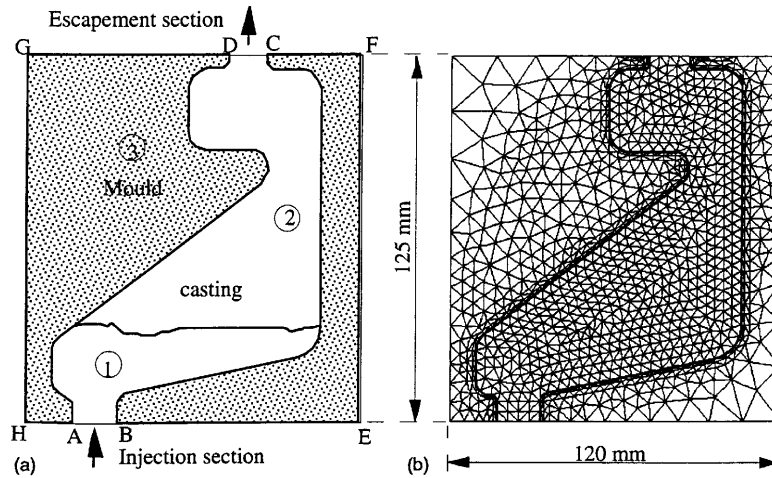 Escapement section
G D C F
③
Mould
②
casting
①
H A B E
(a) Injection section
125 mm
(b) 120 mm